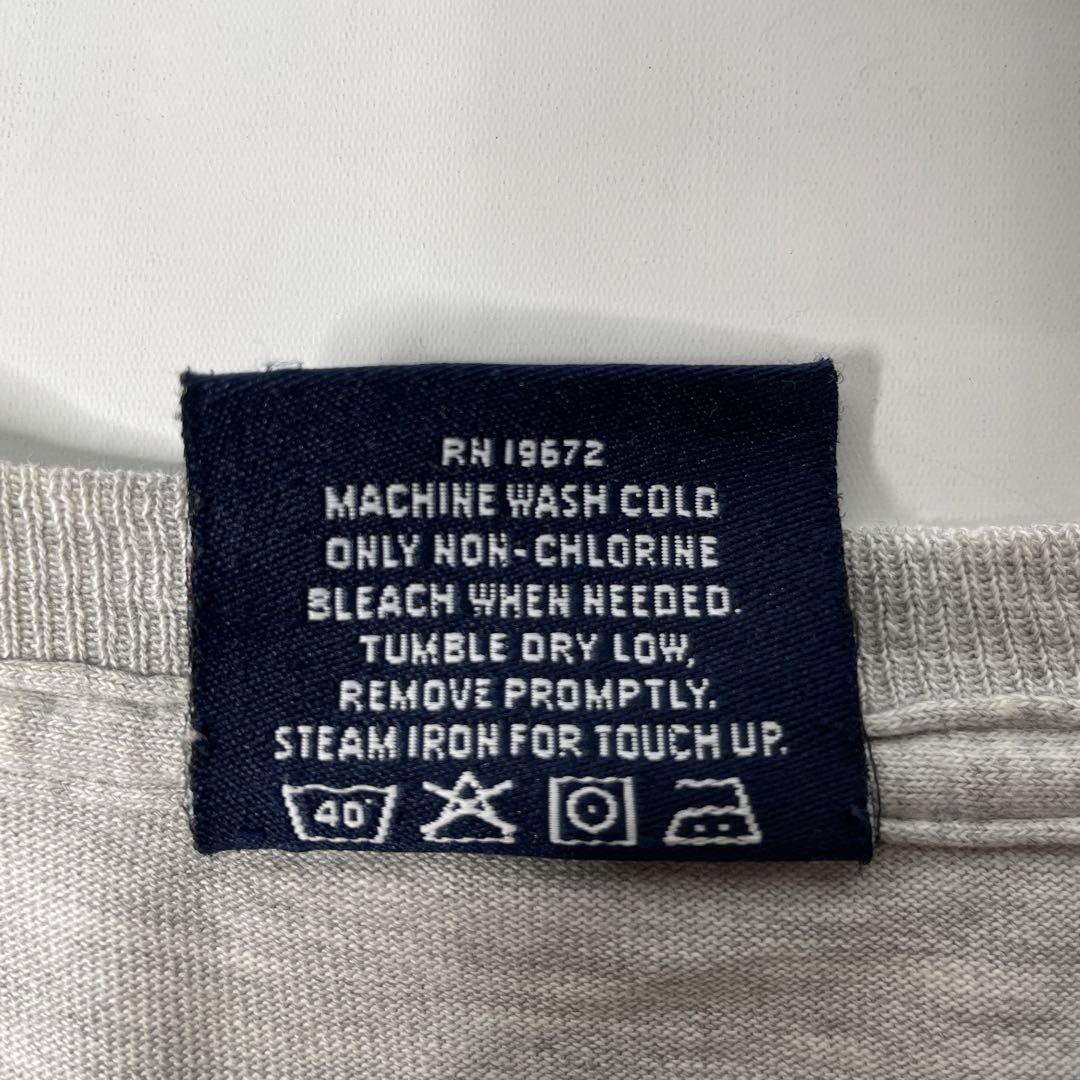 RN 19672
MACHINE WASH COLD
ONLY NON-CHLORINE
BLEACH WHEN NEEDED.
TUMBLE DRY LOW,
REMOVE PROMPTLY.
STEAM IRON FOR TOUCH UP.
40°